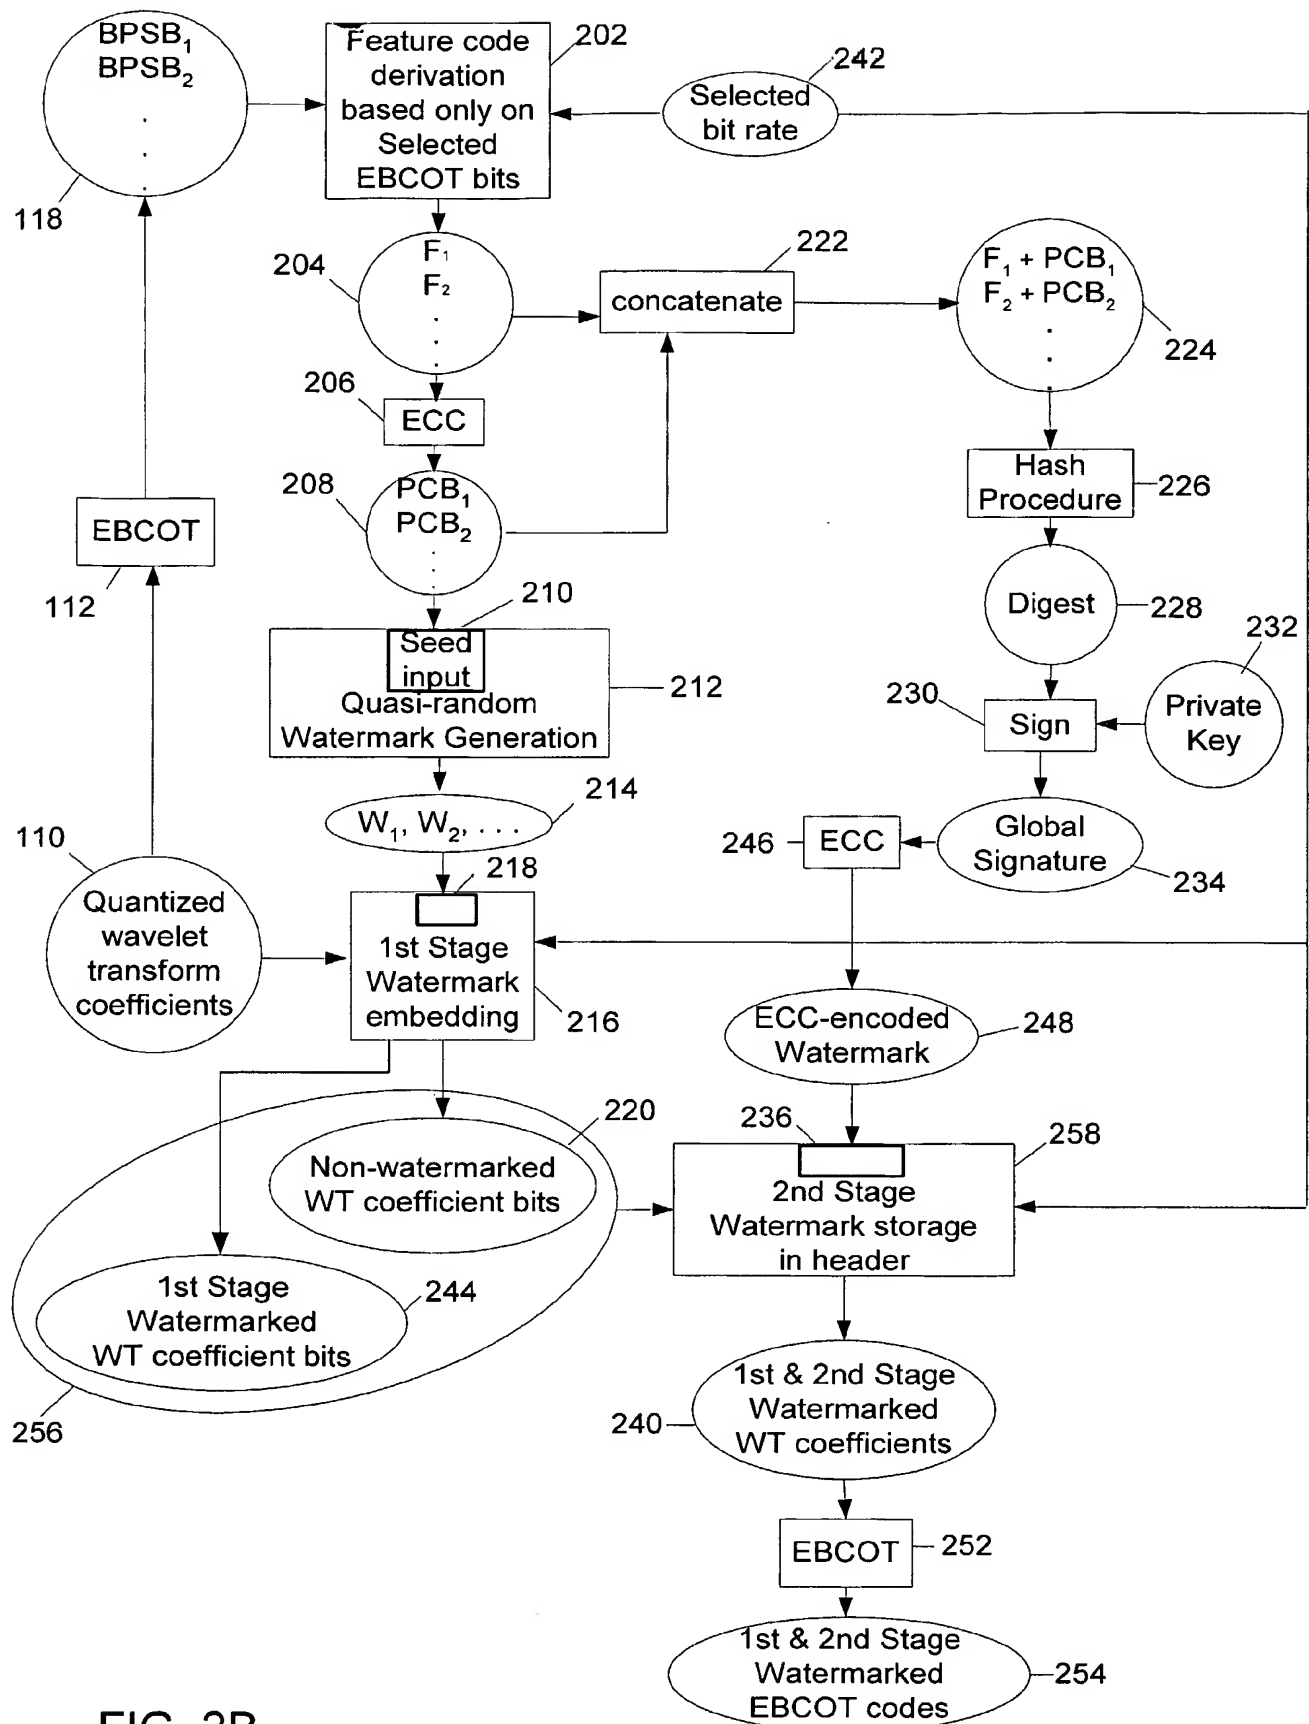 BPSB1
BPSB2
118
Feature code
derivation
based only on
Selected
EBCOT bits
202
242
Selected
bit rate
204
F1
F2
222
concatenate
F1 + PCB1
F2 + PCB2
224
206
ECC
208
PCB1
PCB2
Hash
Procedure
226
EBCOT
112
210
Seed
input
Quasi-random
Watermark Generation
212
Digest
228
232
Private
Key
230
Sign
W1, W2, . . .
214
246
ECC
Global
Signature
234
110
Quantized
wavelet
transform
coefficients
218
1st Stage
Watermark
embedding
216
ECC-encoded
Watermark
248
220
Non-watermarked
WT coefficient bits
236
258
2nd Stage
Watermark storage
in header
1st Stage
Watermarked
WT coefficient bits
244
256
240
1st & 2nd Stage
Watermarked
WT coefficients
EBCOT
252
1st & 2nd Stage
Watermarked
EBCOT codes
254